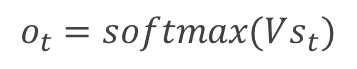 o_t = softmax(Vs_t)